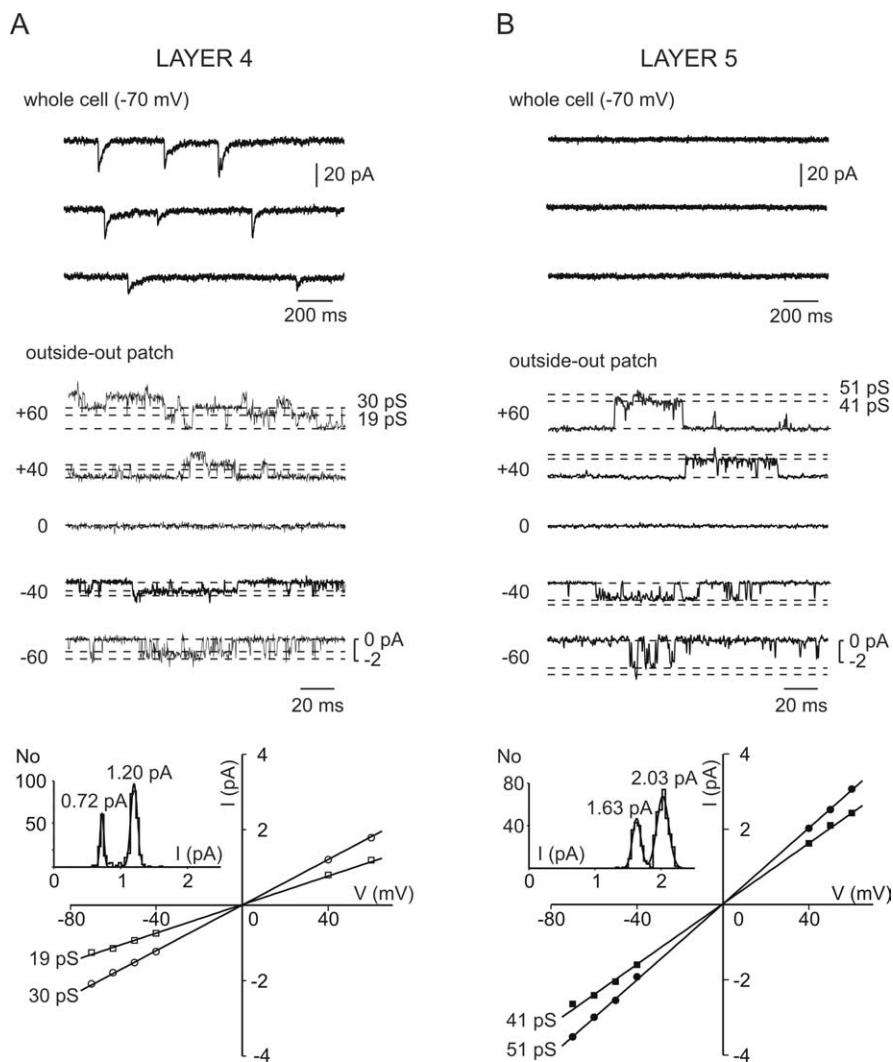 A
LAYER 4
whole cell (-70 mV)
20 pA
200 ms
outside-out patch
+60
30 pS
19 pS
+40
0
-40
-60
0 pA
-2
20 ms
No
100
50
0
0.72 pA
1.20 pA
I (pA)
0
1
2
I (pA)
4
2
-2
-4
V (mV)
-80
-40
0
40
19 pS
30 pS
B
LAYER 5
whole cell (-70 mV)
20 pA
200 ms
outside-out patch
+60
51 pS
41 pS
+40
0
-40
-60
0 pA
-2
20 ms
No
80
40
0
1.63 pA
2.03 pA
I (pA)
0
1
2
I (pA)
4
2
-2
-4
V (mV)
-80
-40
0
40
41 pS
51 pS